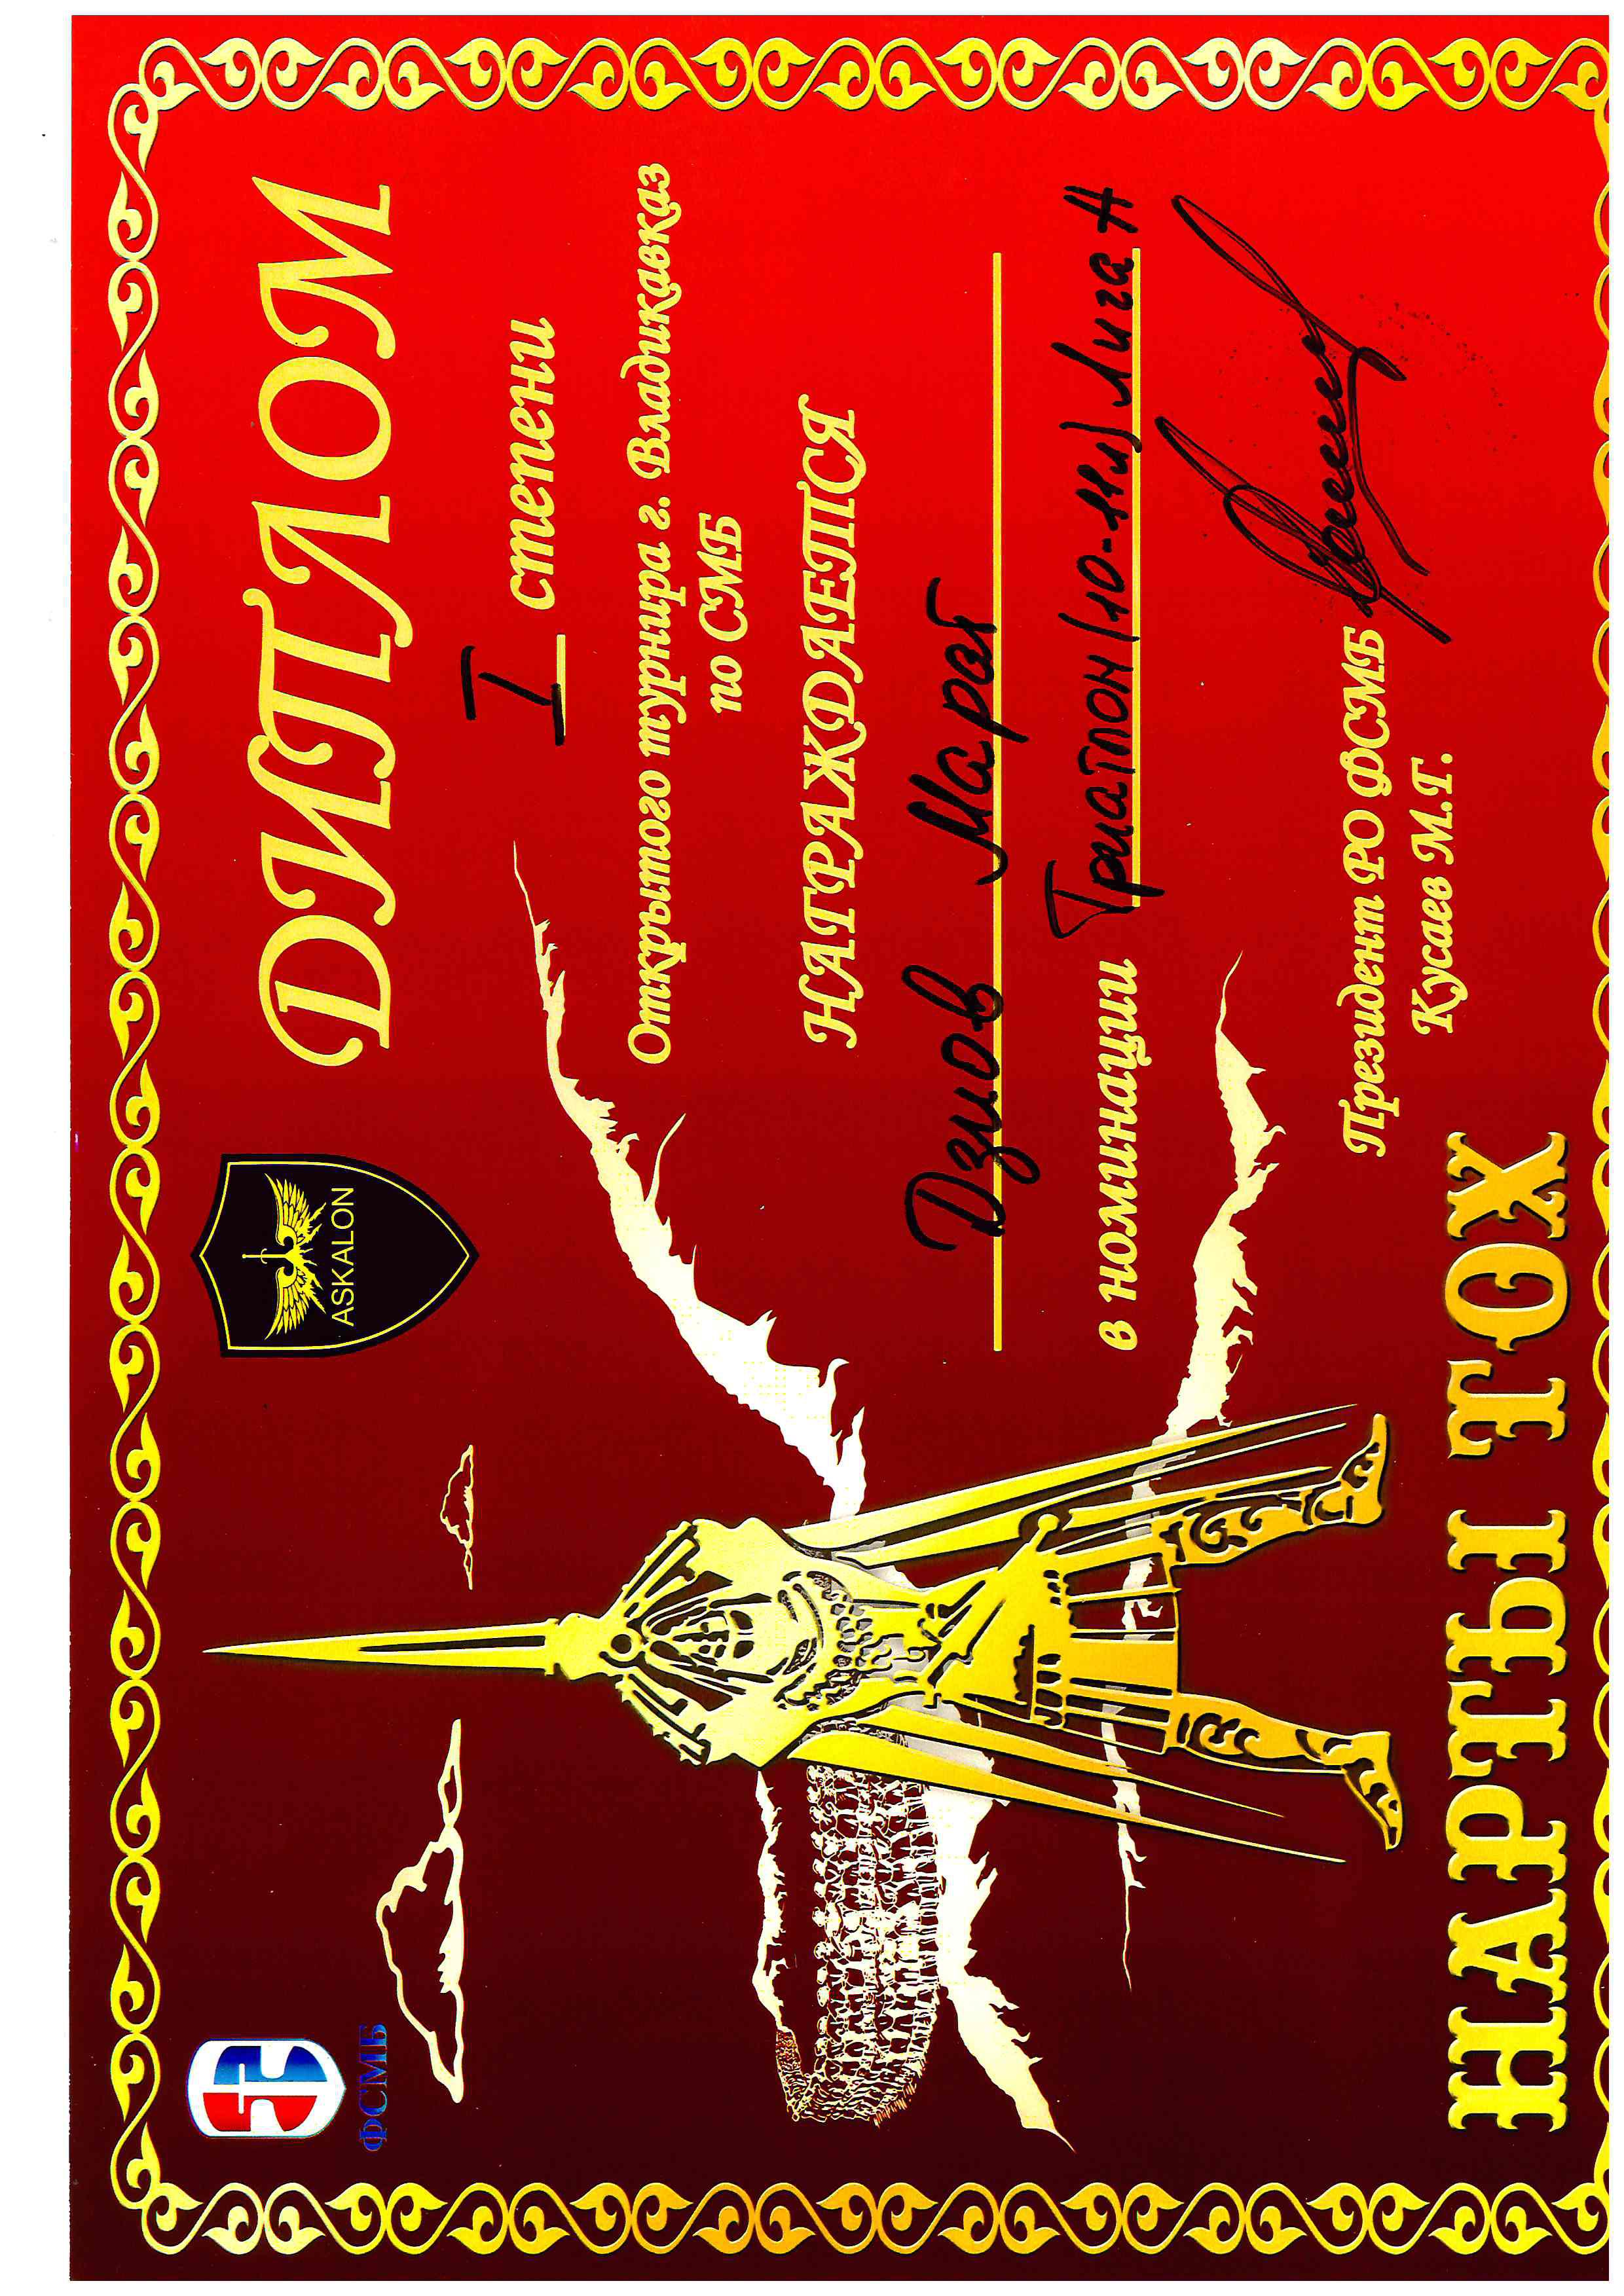 ФСМБ
ASKALON
ДИПЛОМ
I степени
Открытого турнира г. Владикавказ
по СМБ
НАГРАЖДАЕТСЯ
Дзиов Марат
в номинации Триатлон (10-11л) Лига А
Президент РО ФСМБ
Кусаев М.Г.
НАРТЫ ТОХ